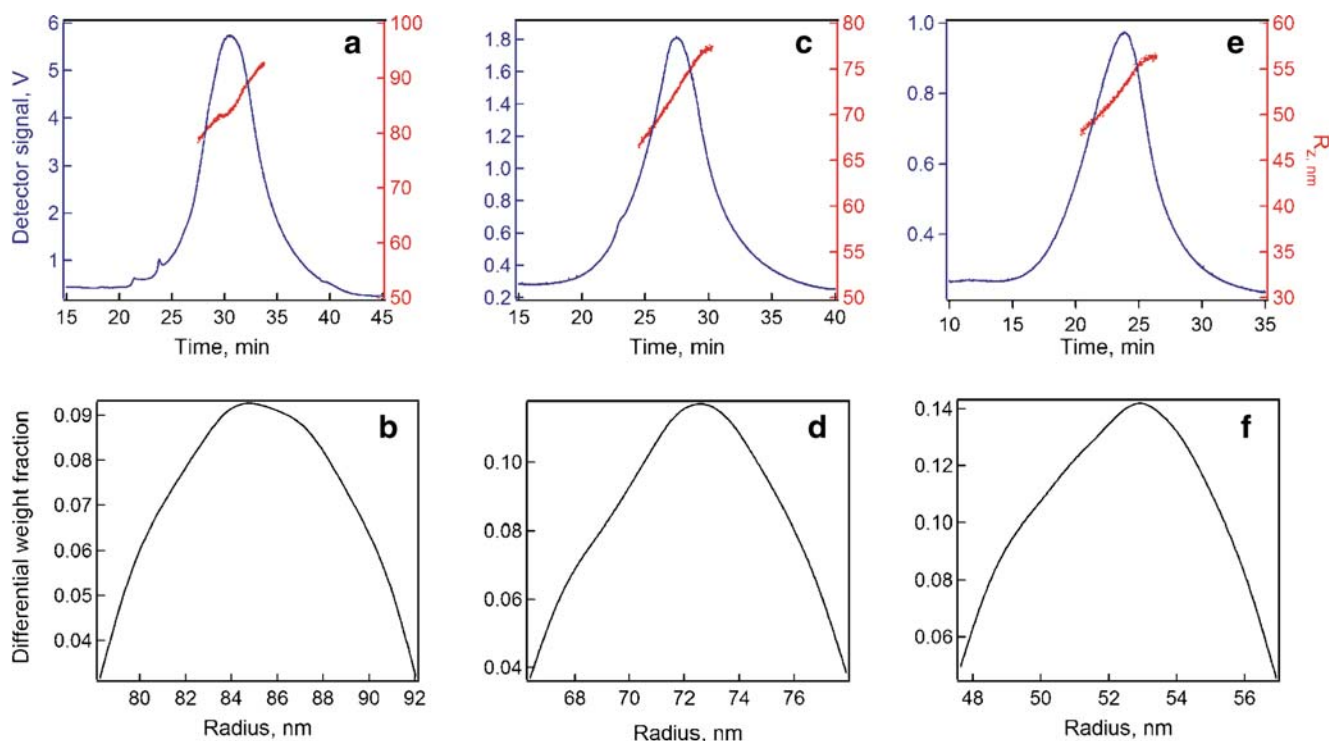 a
Detector signal, V
6
5
4
3
2
1
100
90
80
70
60
50
15 20 25 30 35 40 45
Time, min
c
1.8
1.6
1.4
1.2
1.0
0.8
0.6
0.4
0.2
80
75
70
65
60
55
50
15 20 25 30 35 40
Time, min
e
1.0
0.8
0.6
0.4
60
55
50
45
40
35
30
Rz, nm
10 15 20 25 30 35
Time, min
b
Differential weight fraction
0.09
0.08
0.07
0.06
0.05
0.04
80 82 84 86 88 90 92
Radius, nm
d
0.10
0.08
0.06
0.04
68 70 72 74 76
Radius, nm
f
0.14
0.12
0.10
0.08
0.06
48 50 52 54 56
Radius, nm